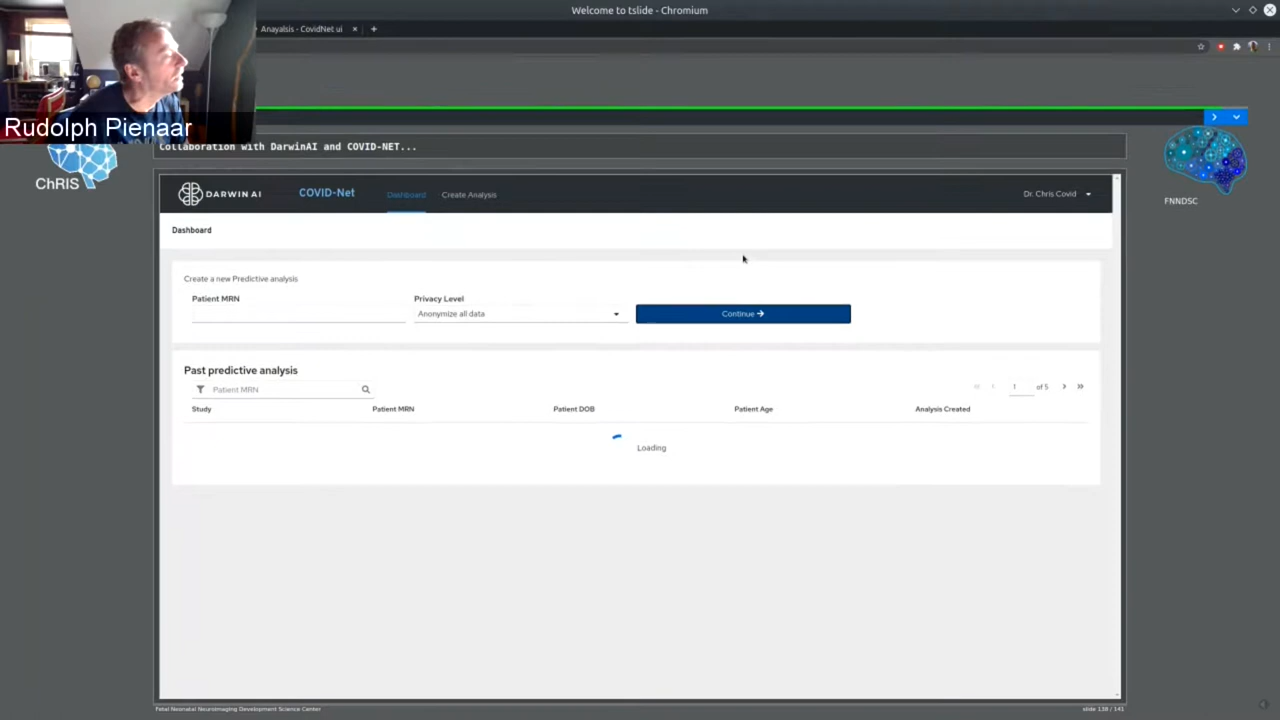 Welcome to tslide - Chromium
Anayalsis - CovidNet ui
Rudolph Pienaar
Collaboration with DarwinAI and COVID-NET...
ChRIS
FNNDSC
DARWIN AI
COVID-Net
Dashboard
Create Analysis
Dr. Chris Covid
Dashboard
Create a new Predictive analysis
Patient MRN
Privacy Level
Anonymize all data
Continue
Past predictive analysis
Patient MRN
1 of 5
Study
Patient MRN
Patient DOB
Patient Age
Analysis Created
Loading
Fetal Neonatal Neuroimaging Development Science Center
slide 138 / 141